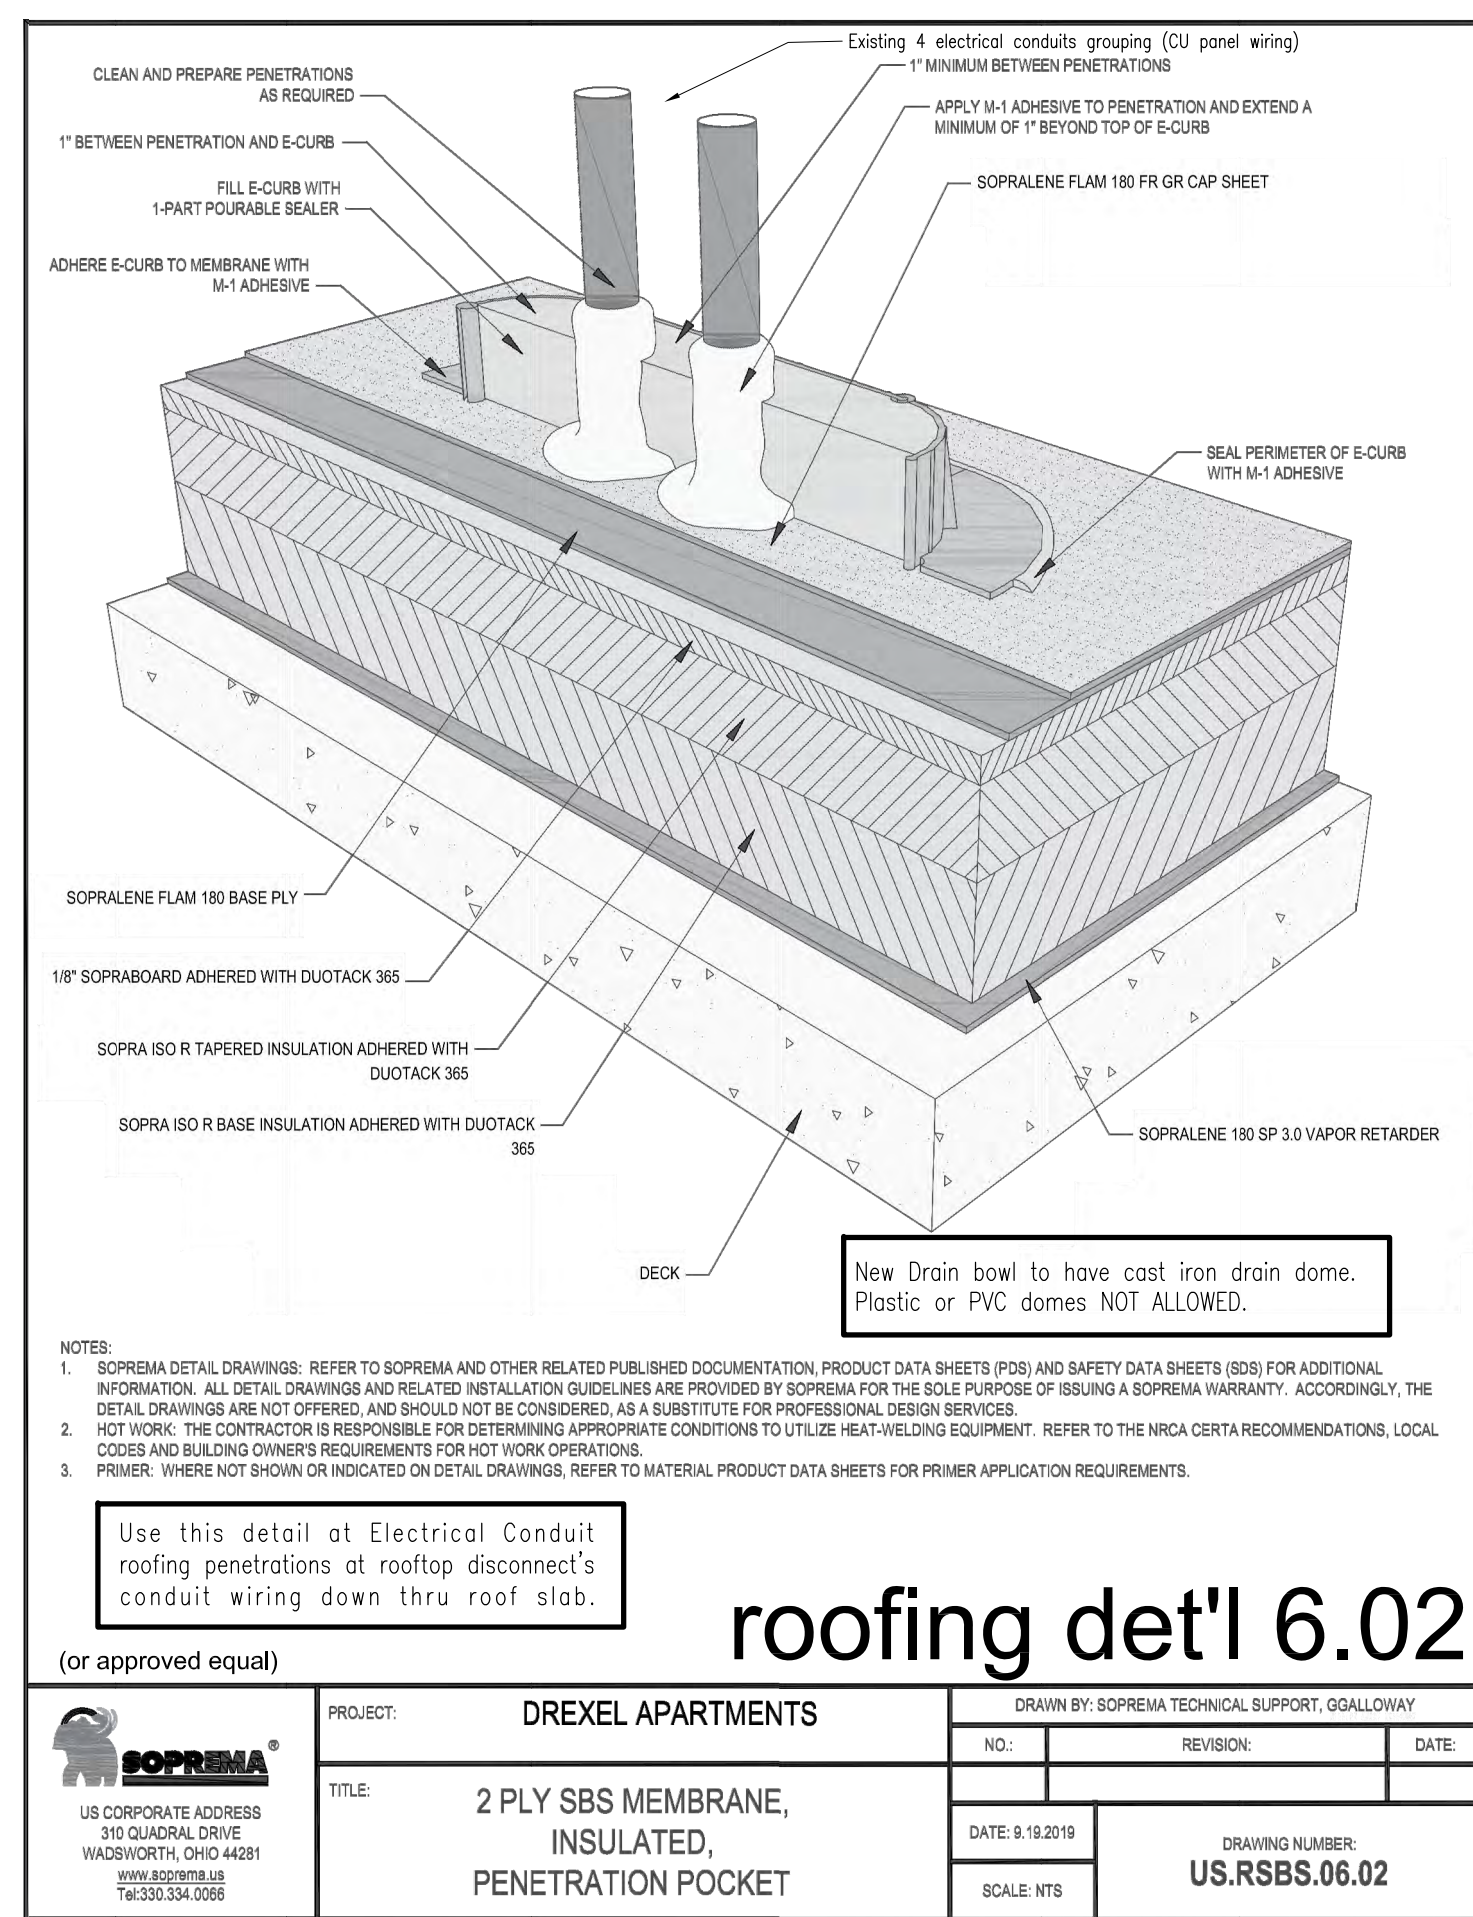 Existing 4 electrical conduits grouping (CU panel wiring)
CLEAN AND PREPARE PENETRATIONS
AS REQUIRED
1" MINIMUM BETWEEN PENETRATIONS
APPLY M-1 ADHESIVE TO PENETRATION AND EXTEND A
MINIMUM OF 1" BEYOND TOP OF E-CURB
1" BETWEEN PENETRATION AND E-CURB
SOPRALENE FLAM 180 FR GR CAP SHEET
FILL E-CURB WITH
1-PART POURABLE SEALER
ADHERE E-CURB TO MEMBRANE WITH
M-1 ADHESIVE
SEAL PERIMETER OF E-CURB
WITH M-1 ADHESIVE
SOPRALENE FLAM 180 BASE PLY
1/8" SOPRABOARD ADHERED WITH DUOTACK 365
SOPRA ISO R TAPERED INSULATION ADHERED WITH
DUOTACK 365
SOPRA ISO R BASE INSULATION ADHERED WITH DUOTACK
365
SOPRALENE 180 SP 3.0 VAPOR RETARDER
DECK
New Drain bowl to have cast iron drain dome.
Plastic or PVC domes NOT ALLOWED.
NOTES:
1. SOPREMA DETAIL DRAWINGS: REFER TO SOPREMA AND OTHER RELATED PUBLISHED DOCUMENTATION, PRODUCT DATA SHEETS (PDS) AND SAFETY DATA SHEETS (SDS) FOR ADDITIONAL
INFORMATION. ALL DETAIL DRAWINGS AND RELATED INSTALLATION GUIDELINES ARE PROVIDED BY SOPREMA FOR THE SOLE PURPOSE OF ISSUING A SOPREMA WARRANTY. ACCORDINGLY, THE
DETAIL DRAWINGS ARE NOT OFFERED, AND SHOULD NOT BE CONSIDERED, AS A SUBSTITUTE FOR PROFESSIONAL DESIGN SERVICES.
2. HOT WORK: THE CONTRACTOR IS RESPONSIBLE FOR DETERMINING APPROPRIATE CONDITIONS TO UTILIZE HEAT-WELDING EQUIPMENT. REFER TO THE NRCA CERTA RECOMMENDATIONS, LOCAL
CODES AND BUILDING OWNER'S REQUIREMENTS FOR HOT WORK OPERATIONS.
3. PRIMER: WHERE NOT SHOWN OR INDICATED ON DETAIL DRAWINGS, REFER TO MATERIAL PRODUCT DATA SHEETS FOR PRIMER APPLICATION REQUIREMENTS.
Use this detail at Electrical Conduit
roofing penetrations at rooftop disconnect's
conduit wiring down thru roof slab.
roofing det'l 6.02
(or approved equal)
SOPREMA®
US CORPORATE ADDRESS
310 QUADRAL DRIVE
WADSWORTH, OHIO 44281
www.soprema.us
Tel:330.334.0066
PROJECT: DREXEL APARTMENTS
TITLE: 2 PLY SBS MEMBRANE,
INSULATED,
PENETRATION POCKET
DRAWN BY: SOPREMA TECHNICAL SUPPORT, GGALLOWAY
NO.: REVISION: DATE:
DATE: 9.19.2019
SCALE: NTS
DRAWING NUMBER:
US.RSBS.06.02